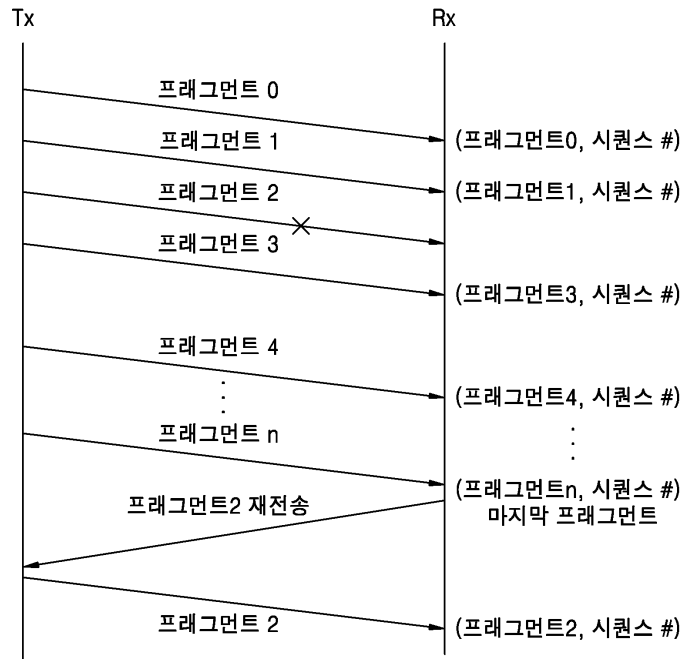 Tx
Rx
프래그먼트 0
(프래그먼트0, 시퀀스 #)
프래그먼트 1
(프래그먼트1, 시퀀스 #)
프래그먼트 2
프래그먼트 3
(프래그먼트3, 시퀀스 #)
프래그먼트 4
(프래그먼트4, 시퀀스 #)
프래그먼트 n
(프래그먼트n, 시퀀스 #)
마지막 프래그먼트
프래그먼트2 재전송
프래그먼트 2
(프래그먼트2, 시퀀스 #)